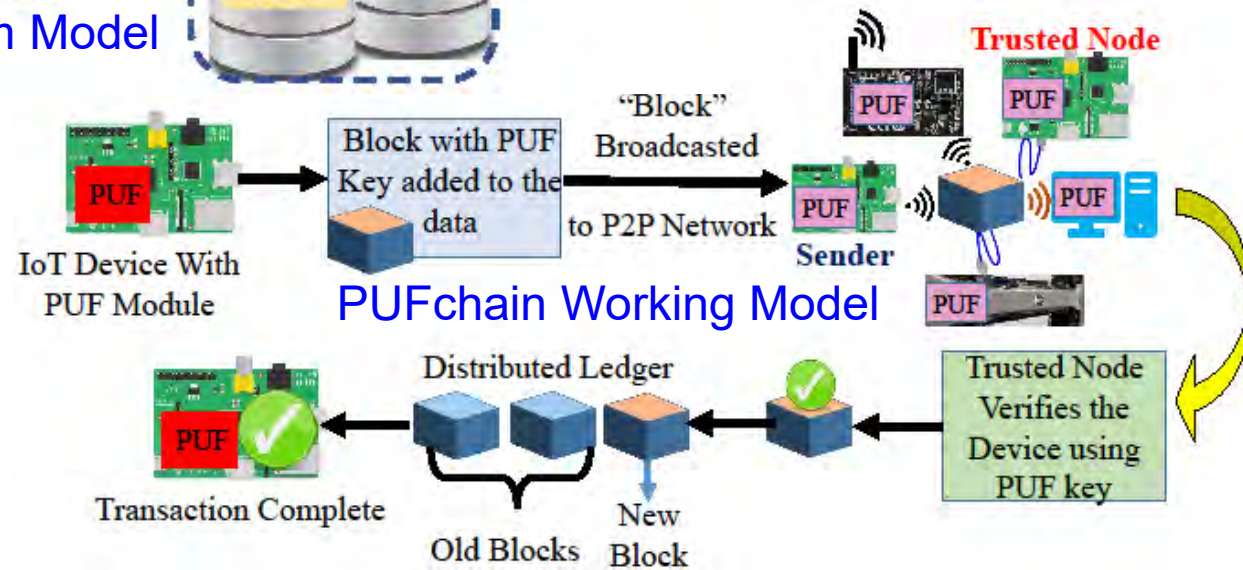 n Model
Trusted Node
PUF
PUF
"Block"
Broadcasted
to P2P Network
Block with PUF
Key added to the
data
PUF
PUF
PUF
IoT Device With
PUF Module
Sender
PUF
PUFchain Working Model
Distributed Ledger
Trusted Node
Verifies the
Device using
PUF key
PUF
Transaction Complete
Old Blocks
New
Block